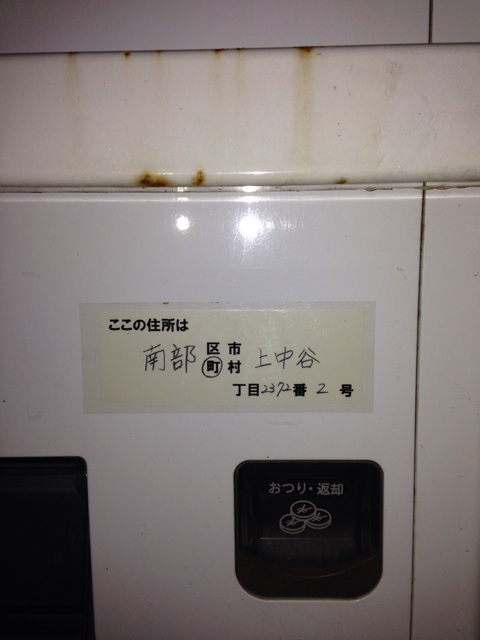 ここの住所は
南部 区 市 町 村 上中谷
丁目2372番 2 号
おつり・返却